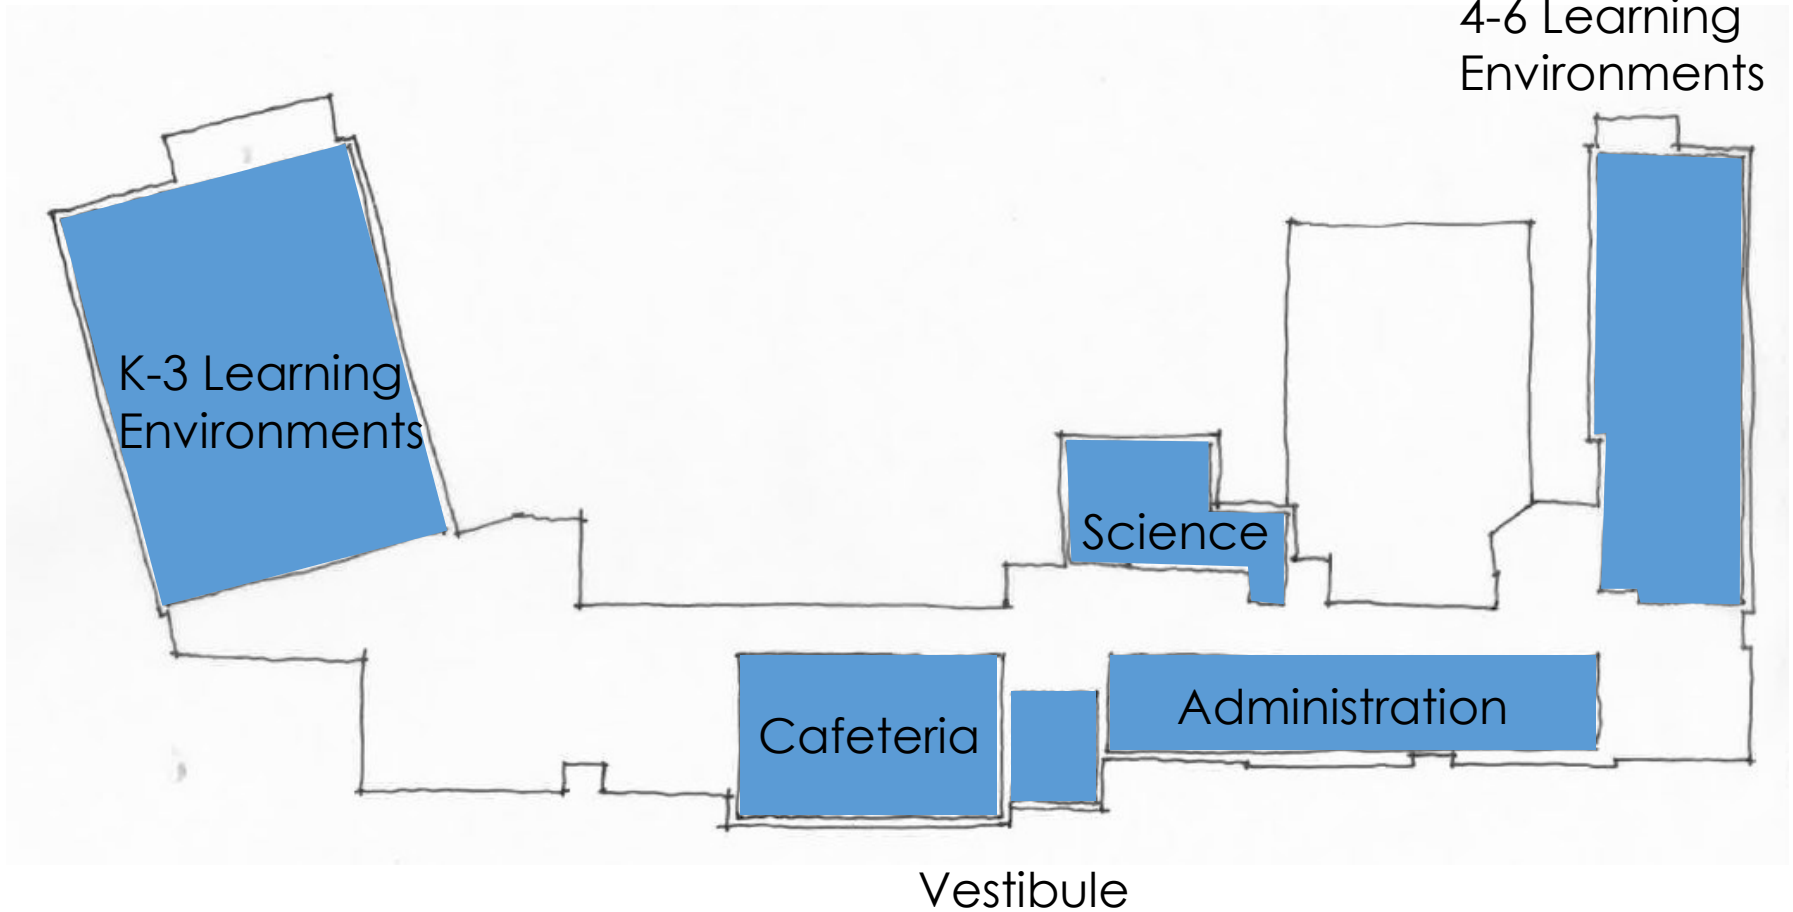 4-6 Learning
Environments
K-3 Learning
Environments
Science
Administration
Cafeteria
Vestibule